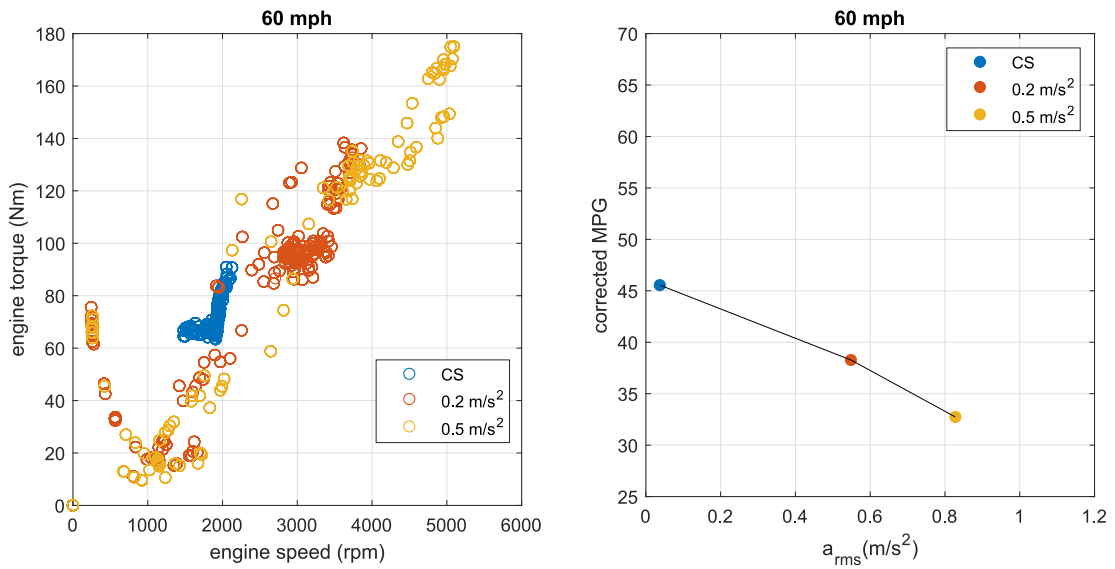 60 mph
180
160
140
120
100
80
60
40
20
0
engine torque (Nm)
CS
0.2 m/s²
0.5 m/s²
0 1000 2000 3000 4000 5000 6000
engine speed (rpm)
60 mph
70
65
60
55
50
45
40
35
30
25
corrected MPG
CS
0.2 m/s²
0.5 m/s²
0 0.2 0.4 0.6 0.8 1 1.2
a_rms(m/s²)